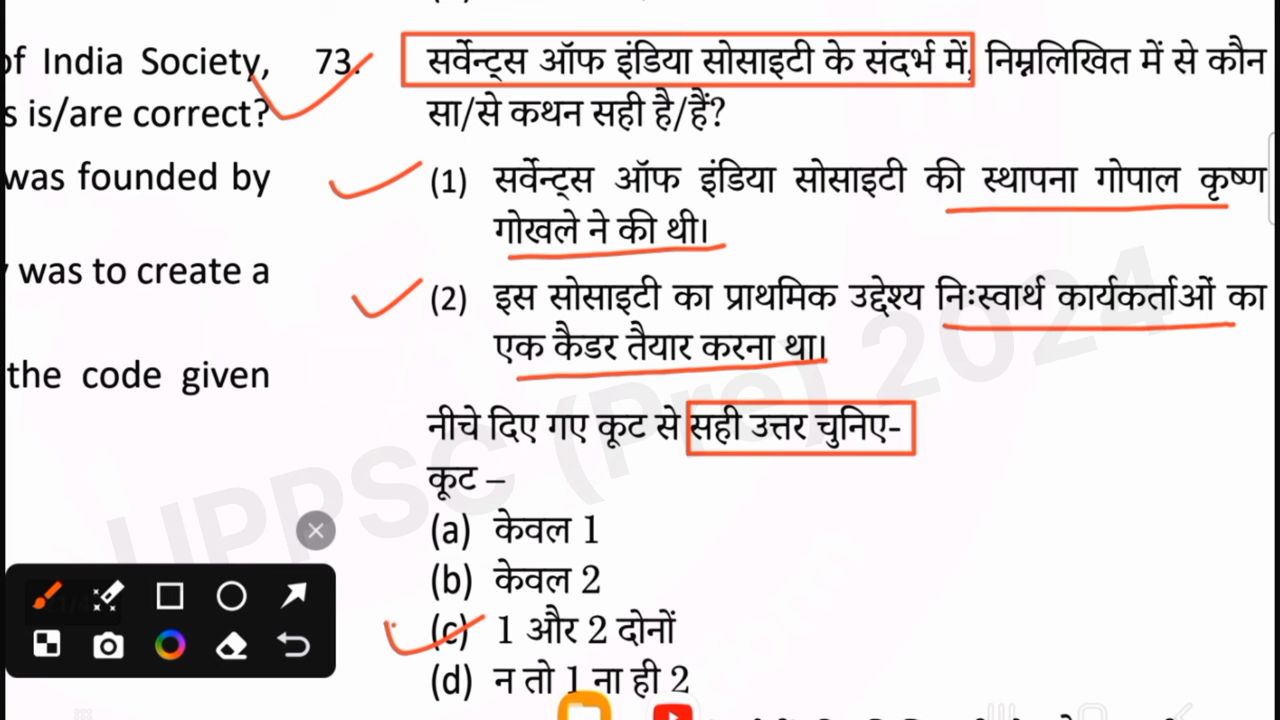 of India Society,
s is/are correct?
was founded by
was to create a
the code given
73. सर्वेन्ट्स ऑफ इंडिया सोसाइटी के संदर्भ में, निम्नलिखित में से कौन
सा/से कथन सही है/हैं?
(1) सर्वेन्ट्स ऑफ इंडिया सोसाइटी की स्थापना गोपाल कृष्ण
गोखले ने की थी।
(2) इस सोसाइटी का प्राथमिक उद्देश्य निःस्वार्थ कार्यकर्ताओं का
एक कैडर तैयार करना था।
नीचे दिए गए कूट से सही उत्तर चुनिए-
कूट –
(a) केवल 1
(b) केवल 2
(c) 1 और 2 दोनों
(d) न तो 1 ना ही 2
UPPSC (Pre) 2024